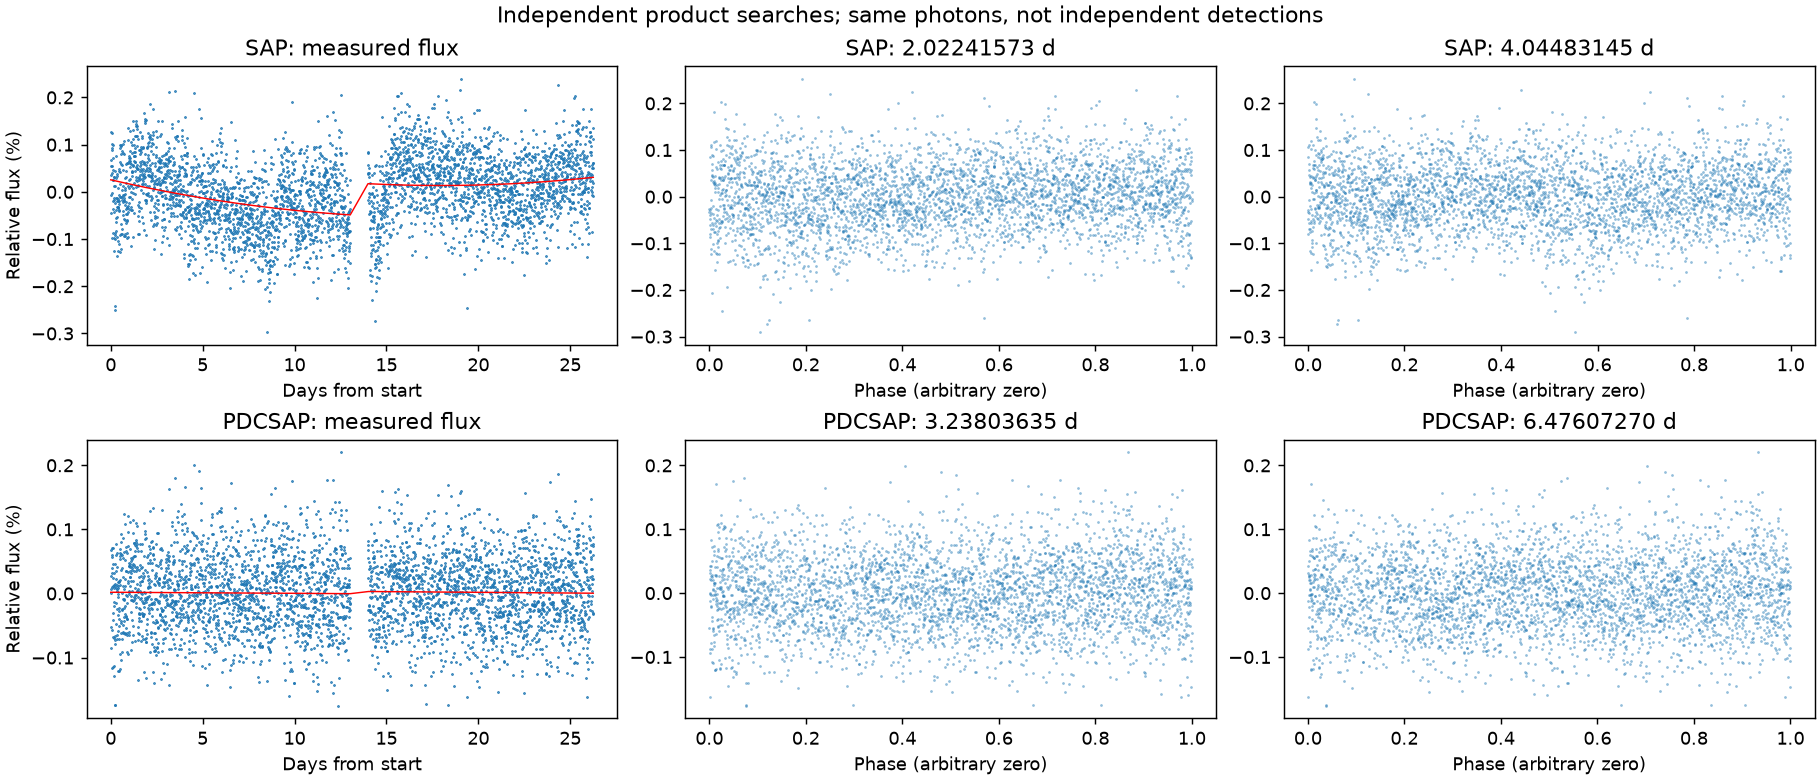 Independent product searches; same photons, not independent detections
SAP: measured flux
SAP: 2.02241573 d
SAP: 4.04483145 d
Relative flux (%)
0.2
0.1
0.0
−0.1
−0.2
−0.3
0 5 10 15 20 25
Days from start
0.2
0.1
0.0
−0.1
−0.2
−0.3
0.0 0.2 0.4 0.6 0.8 1.0
Phase (arbitrary zero)
0.2
0.1
0.0
−0.1
−0.2
−0.3
0.0 0.2 0.4 0.6 0.8 1.0
Phase (arbitrary zero)
PDCSAP: measured flux
PDCSAP: 3.23803635 d
PDCSAP: 6.47607270 d
Relative flux (%)
0.2
0.1
0.0
−0.1
0 5 10 15 20 25
Days from start
0.2
0.1
0.0
−0.1
0.0 0.2 0.4 0.6 0.8 1.0
Phase (arbitrary zero)
0.2
0.1
0.0
−0.1
0.0 0.2 0.4 0.6 0.8 1.0
Phase (arbitrary zero)